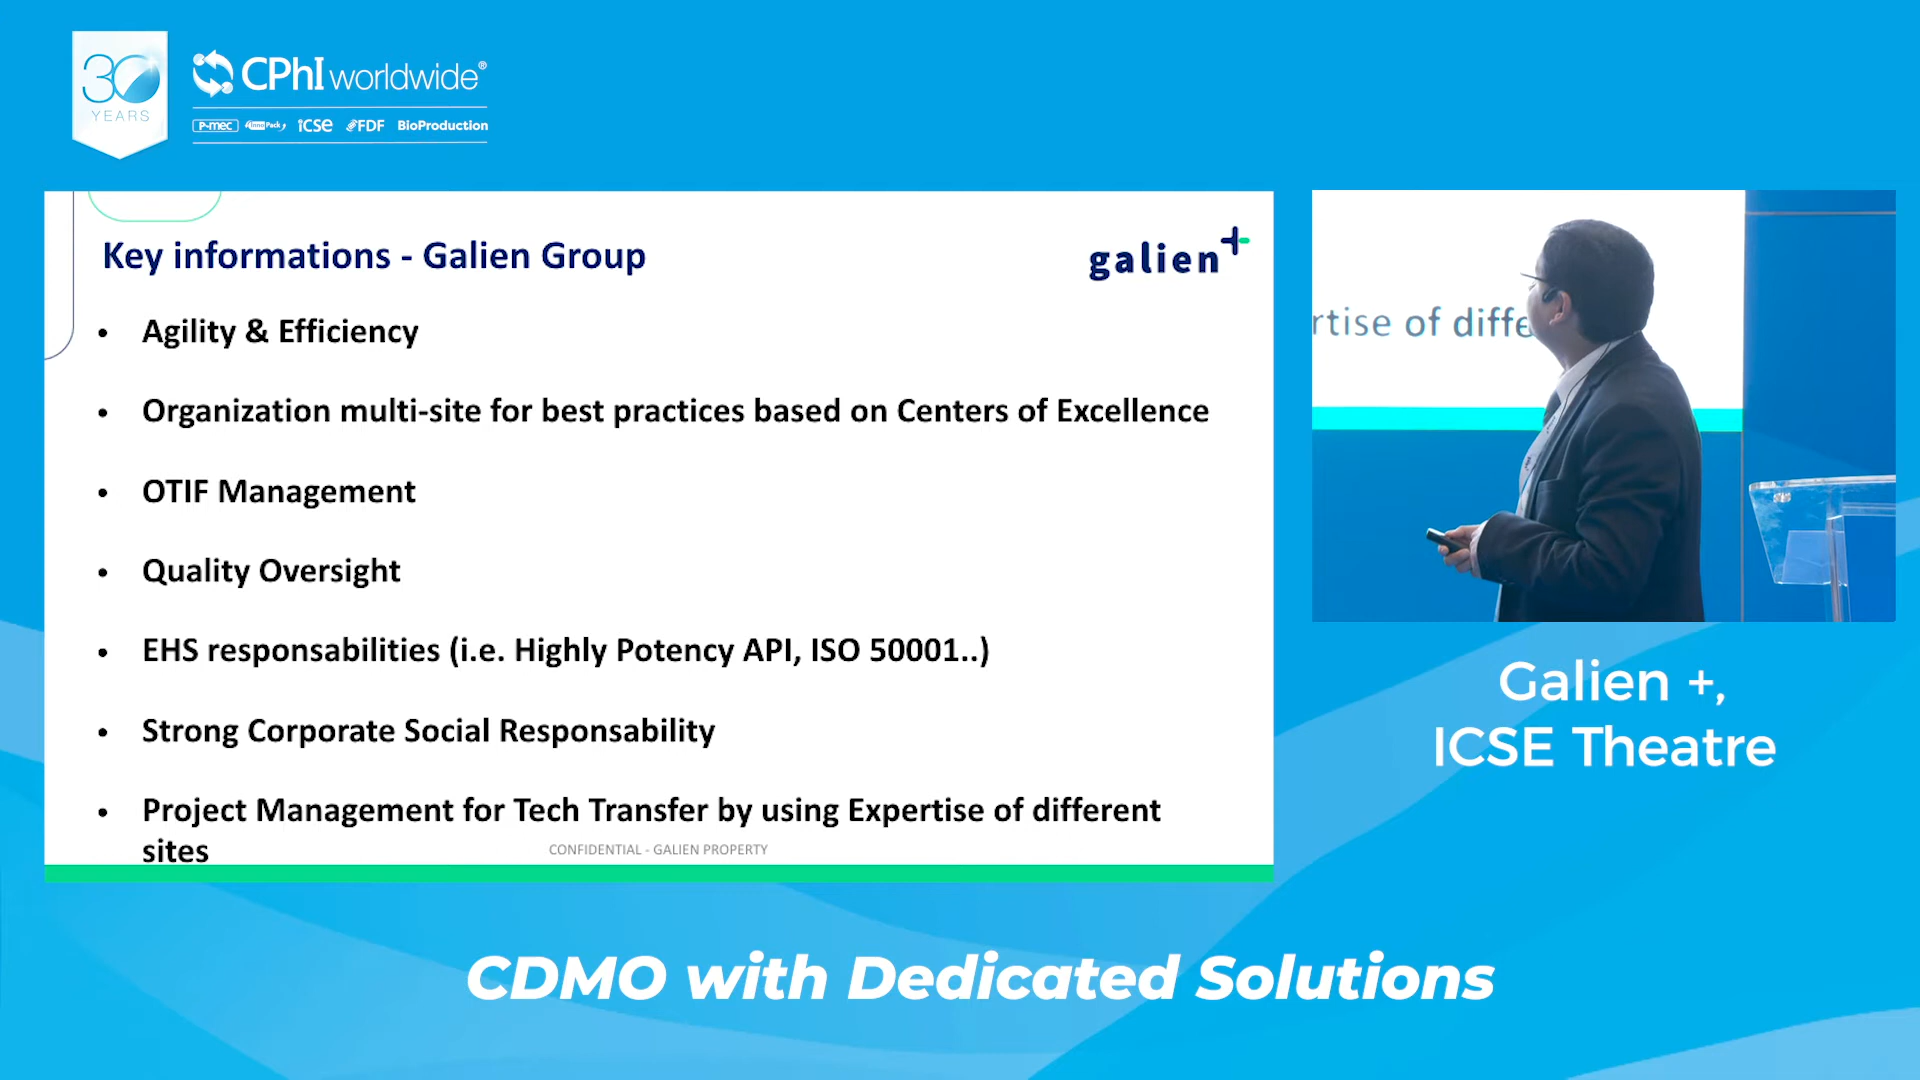 30
YEARS
CPhI worldwide®
P-mec InnoPack iCSE FDF BioProduction
Key informations - Galien Group
galien+
• Agility & Efficiency
• Organization multi-site for best practices based on Centers of Excellence
• OTIF Management
• Quality Oversight
• EHS responsabilities (i.e. Highly Potency API, ISO 50001..)
• Strong Corporate Social Responsability
• Project Management for Tech Transfer by using Expertise of different
sites
CONFIDENTIAL - GALIEN PROPERTY
rtise of diffe
Galien +,
ICSE Theatre
CDMO with Dedicated Solutions